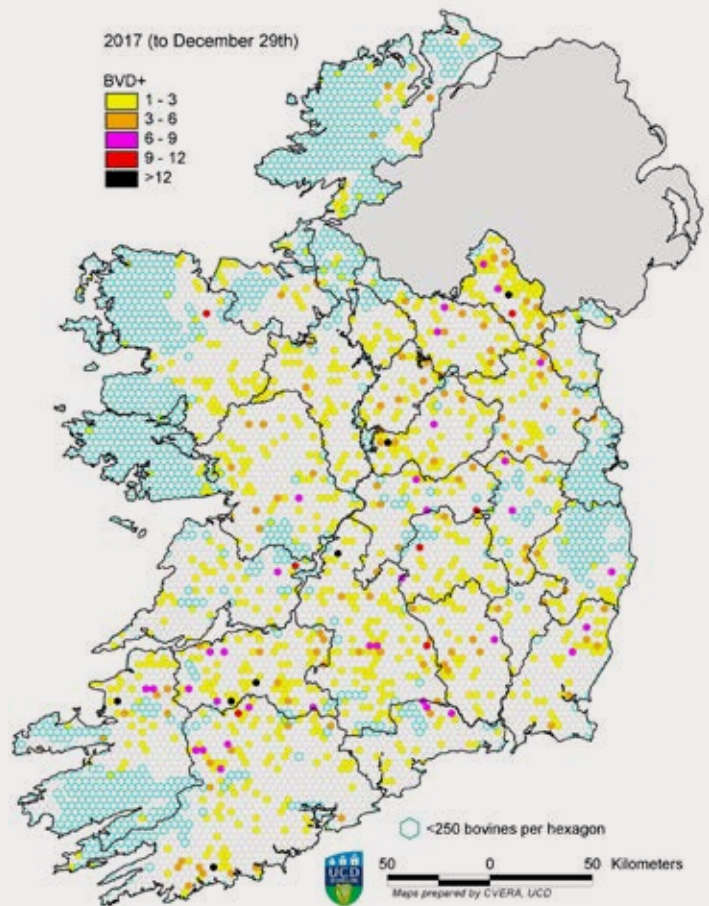 2017 (to December 29th)
BVD+
1 - 3
3 - 6
6 - 9
9 - 12
>12
<250 bovines per hexagon
UCD
50 0 50 Kilometers
Maps prepared by CVERA, UCD